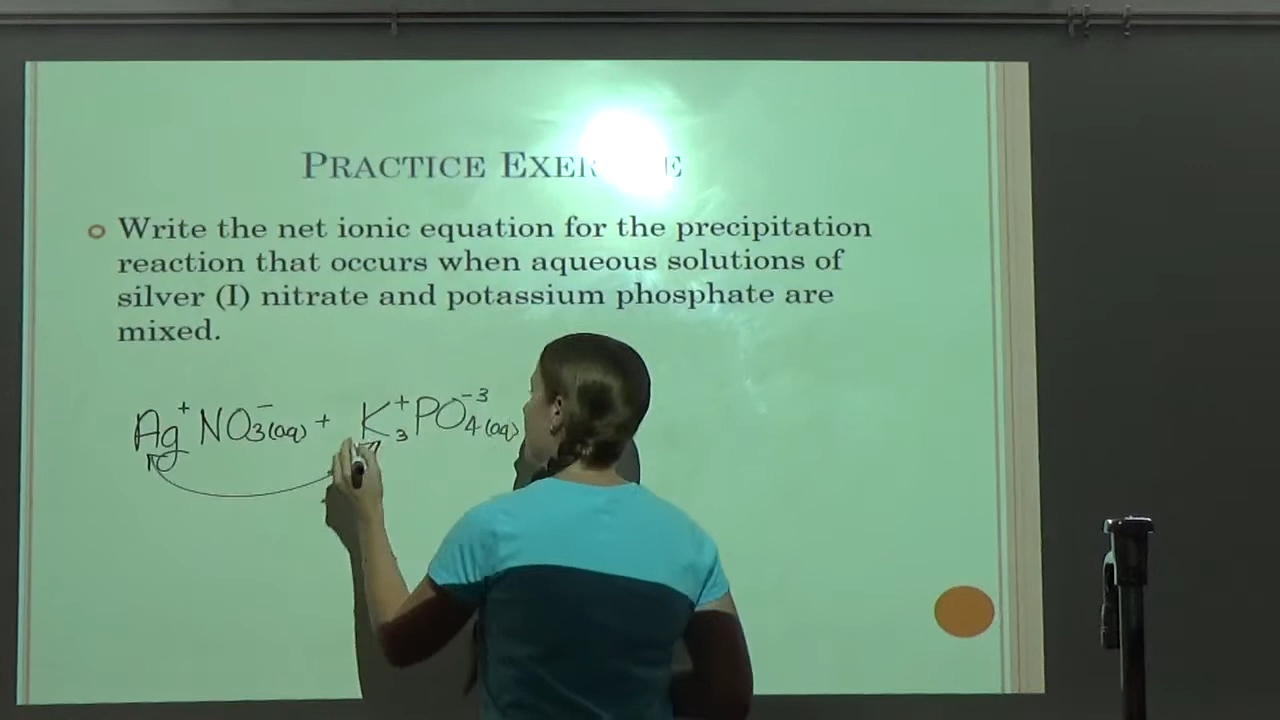 PRACTICE EXER E
Write the net ionic equation for the precipitation
reaction that occurs when aqueous solutions of
silver (I) nitrate and potassium phosphate are
mixed.
Ag⁺NO₃⁻(aq) + K₃⁺PO₄⁻³(aq)